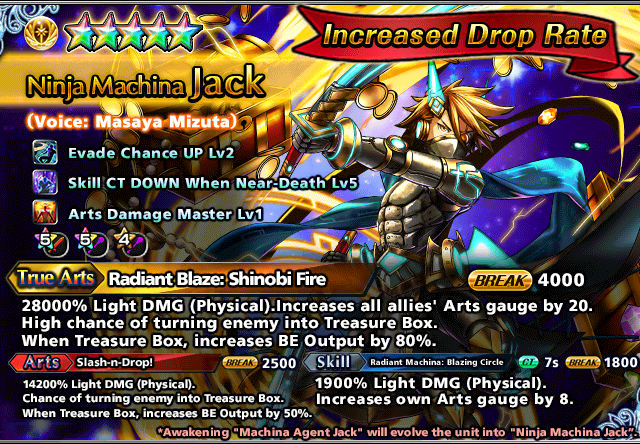 Increased Drop Rate
Ninja Machina Jack
(Voice: Masaya Mizuta)
Evade Chance UP Lv2
Skill CT DOWN When Near-Death Lv5
Arts Damage Master Lv1
5 5 4
True Arts Radiant Blaze: Shinobi Fire BREAK 4000
28000% Light DMG (Physical).Increases all allies' Arts gauge by 20.
High chance of turning enemy into Treasure Box.
When Treasure Box, increases BE Output by 80%.
Arts Slash-n-Drop! BREAK 2500
14200% Light DMG (Physical).
Chance of turning enemy into Treasure Box.
When Treasure Box, increases BE Output by 50%.
Skill Radiant Machina: Blazing Circle CT 7s BREAK 1800
1900% Light DMG (Physical).
Increases own Arts gauge by 8.
*Awakening "Machina Agent Jack" will evolve the unit into "Ninja Machina Jack".